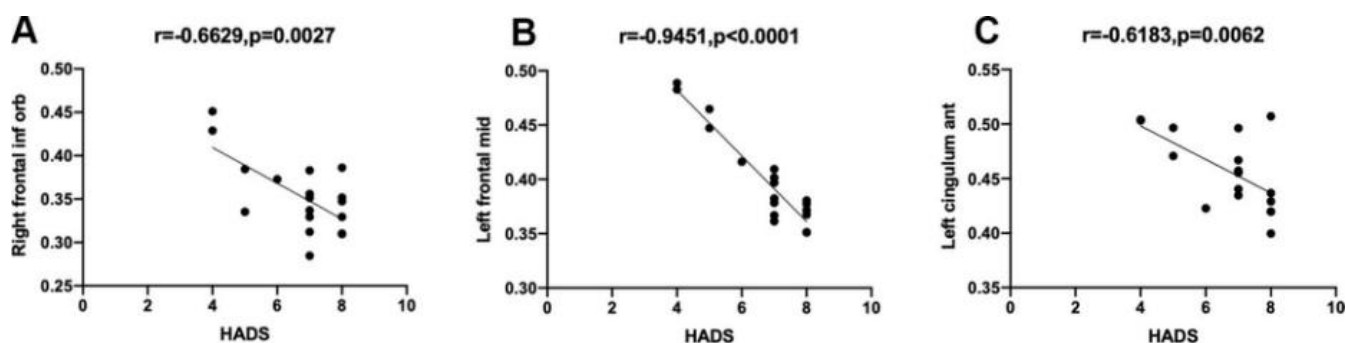 A
r=-0.6629,p=0.0027
Right frontal inf orb
0.50
0.45
0.40
0.35
0.30
0.25
0 2 4 6 8 10
HADS
B
r=-0.9451,p<0.0001
Left frontal mid
0.50
0.45
0.40
0.35
0.30
0 2 4 6 8 10
HADS
C
r=-0.6183,p=0.0062
Left cingulum ant
0.55
0.50
0.45
0.40
0.35
0 2 4 6 8 10
HADS